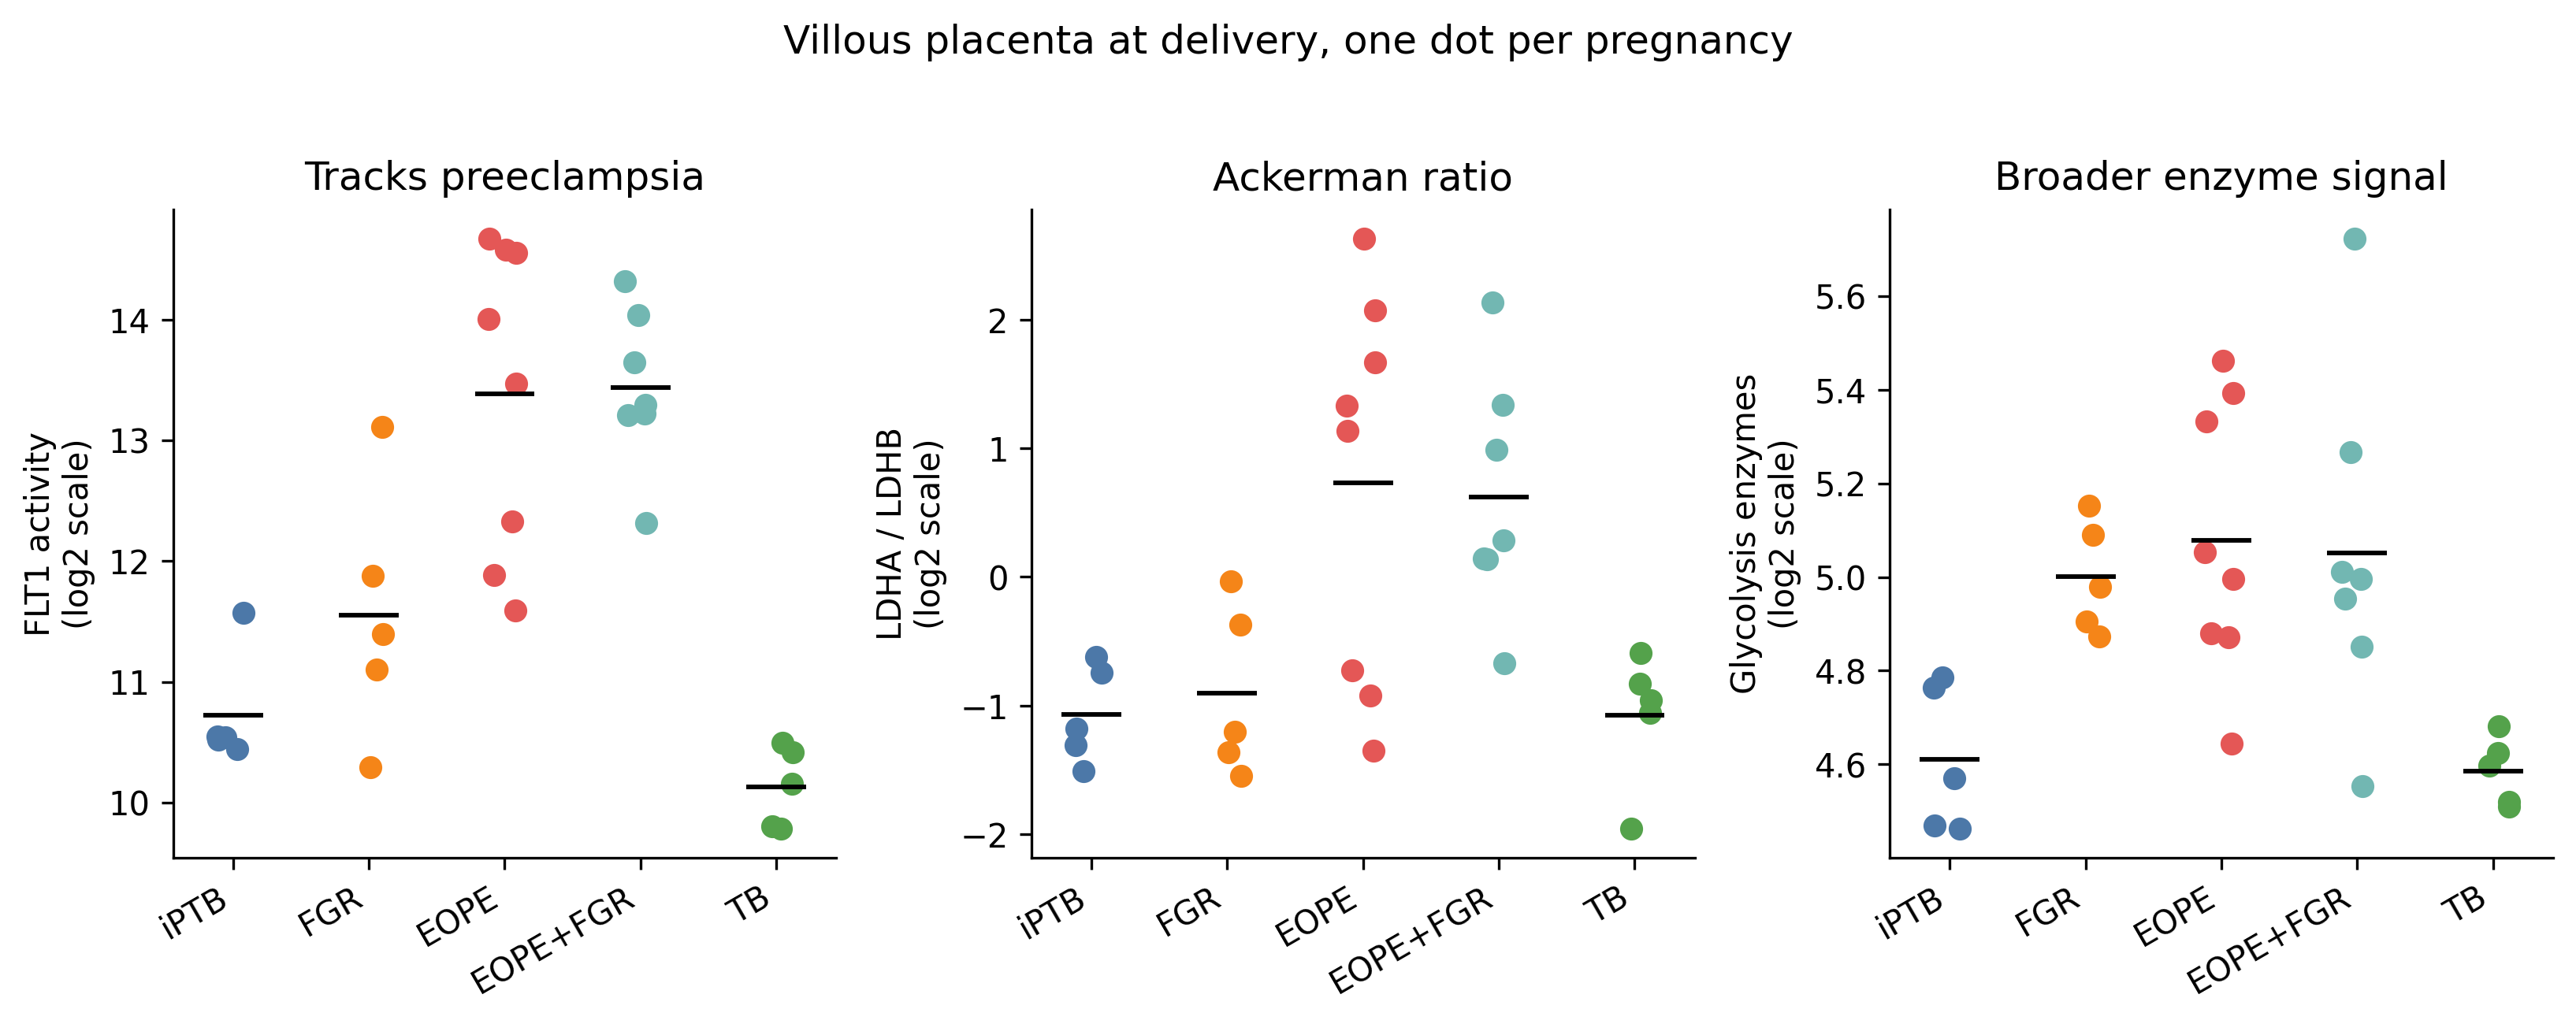 Villous placenta at delivery, one dot per pregnancy
Tracks preeclampsia
FLT1 activity
(log2 scale)
14
13
12
11
10
iPTB
FGR
EOPE
EOPE+FGR
TB
Ackerman ratio
LDHA / LDHB
(log2 scale)
2
1
0
−1
−2
iPTB
FGR
EOPE
EOPE+FGR
TB
Broader enzyme signal
Glycolysis enzymes
(log2 scale)
5.6
5.4
5.2
5.0
4.8
4.6
iPTB
FGR
EOPE
EOPE+FGR
TB